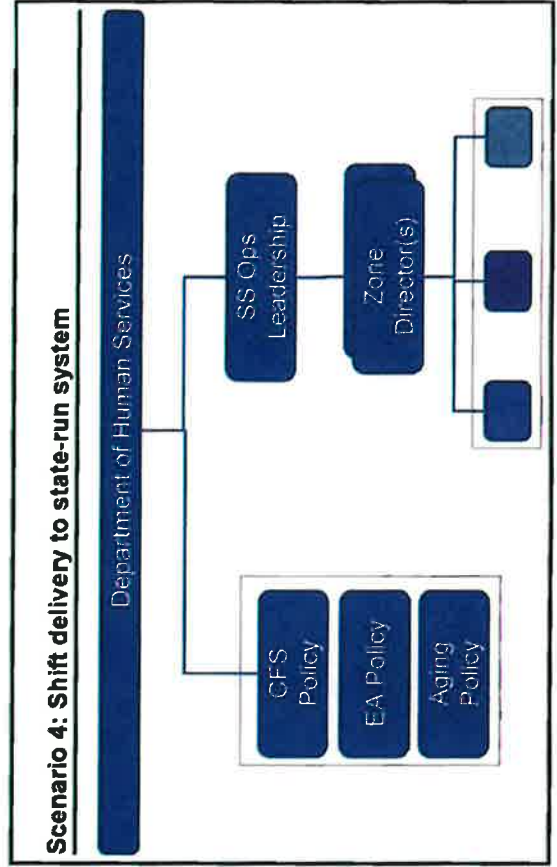 Scenario 4: Shift delivery to state-run system
Department of Human Services
CFS
Policy
EA Policy
Aging
Policy
SS Ops
Leadership
Zone
Director(s)